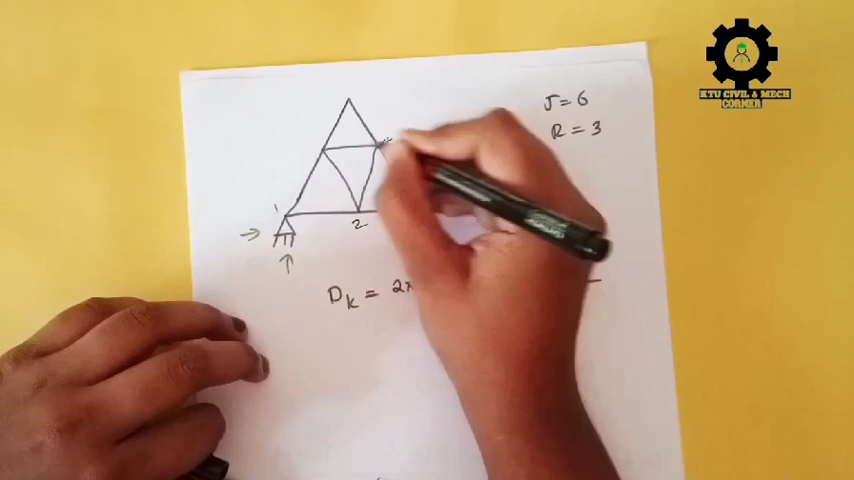 KTU CIVIL & MECH
CORNER
J = 6
R = 3
1
2
Dk = 2x